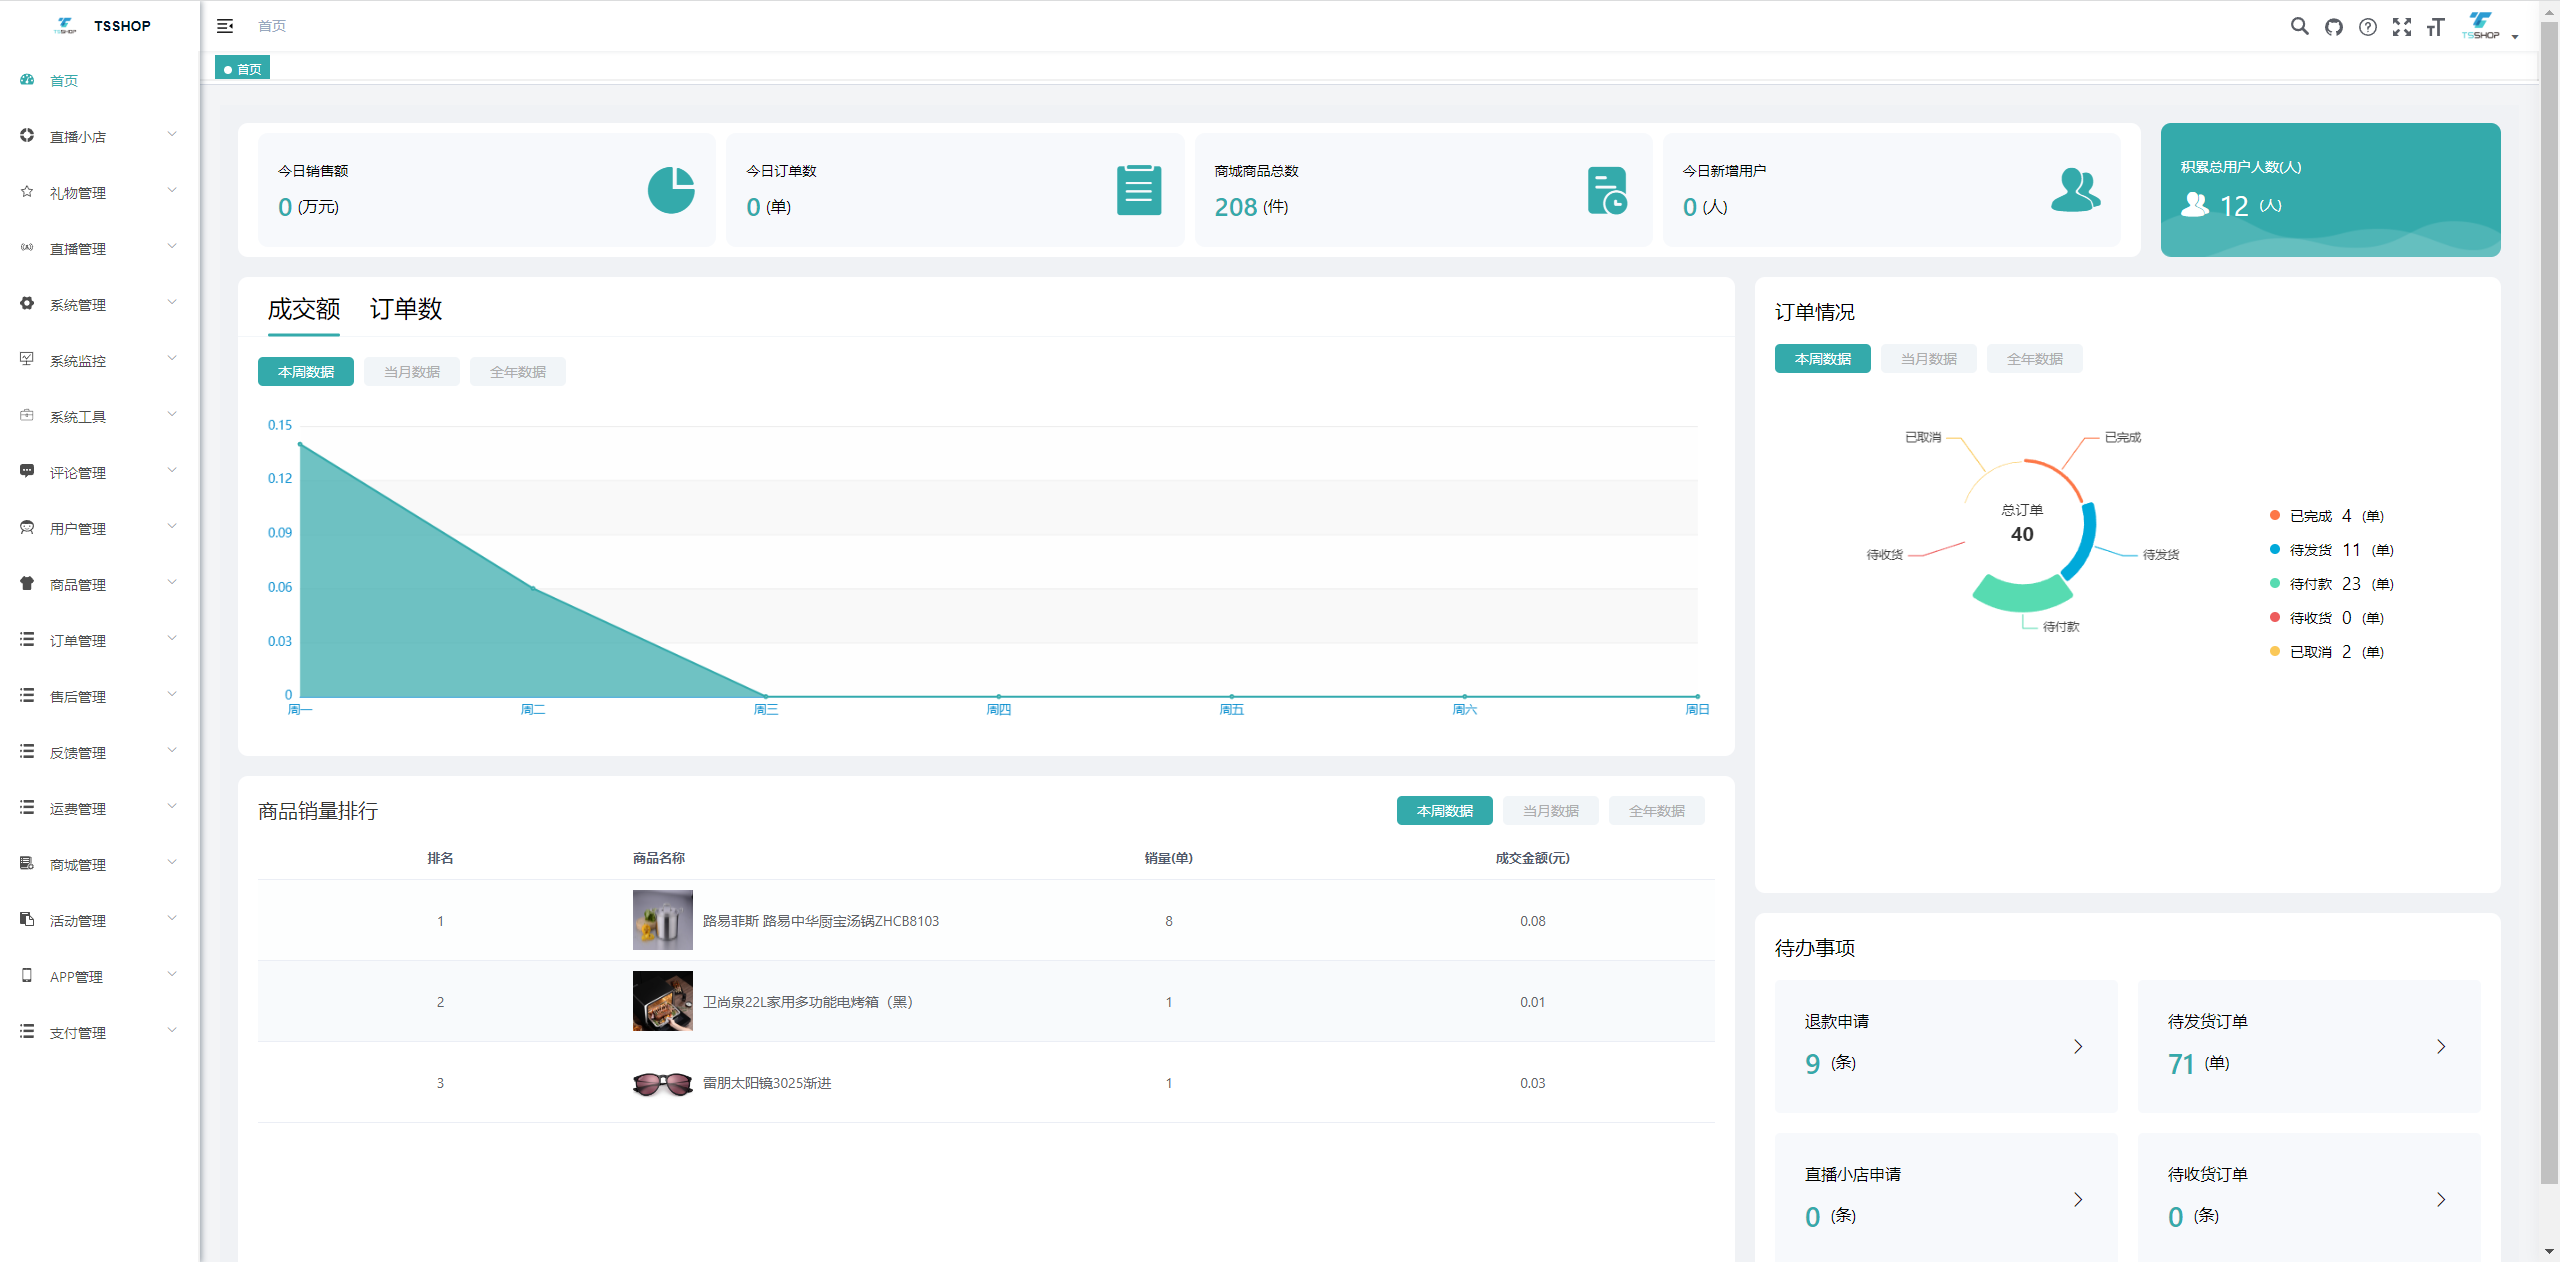 TSSHOP
首页
直播小店
礼物管理
直播管理
系统管理
系统监控
系统工具
评论管理
用户管理
商品管理
订单管理
售后管理
反馈管理
运费管理
商城管理
活动管理
APP管理
支付管理
首页
TSSHOP
首页
今日销售额
0 (万元)
今日订单数
0 (单)
商城商品总数
208 (件)
今日新增用户
0 (人)
积累总用户人数(人)
12 (人)
成交额 订单数
本周数据 当月数据 全年数据
0.15
0.12
0.09
0.06
0.03
0
周一 周二 周三 周四 周五 周六 周日
订单情况
本周数据 当月数据 全年数据
已取消 已完成
总订单
40
待收货 待发货
待付款
已完成 4 (单)
待发货 11 (单)
待付款 23 (单)
待收货 0 (单)
已取消 2 (单)
商品销量排行
本周数据 当月数据 全年数据
排名 商品名称 销量(单) 成交金额(元)
1 路易菲斯 路易中华厨宝汤锅ZHCB8103 8 0.08
2 卫尚泉22L家用多功能电烤箱（黑） 1 0.01
3 雷朋太阳镜3025渐进 1 0.03
待办事项
退款申请
9 (条)
待发货订单
71 (单)
直播小店申请
0 (条)
待收货订单
0 (条)